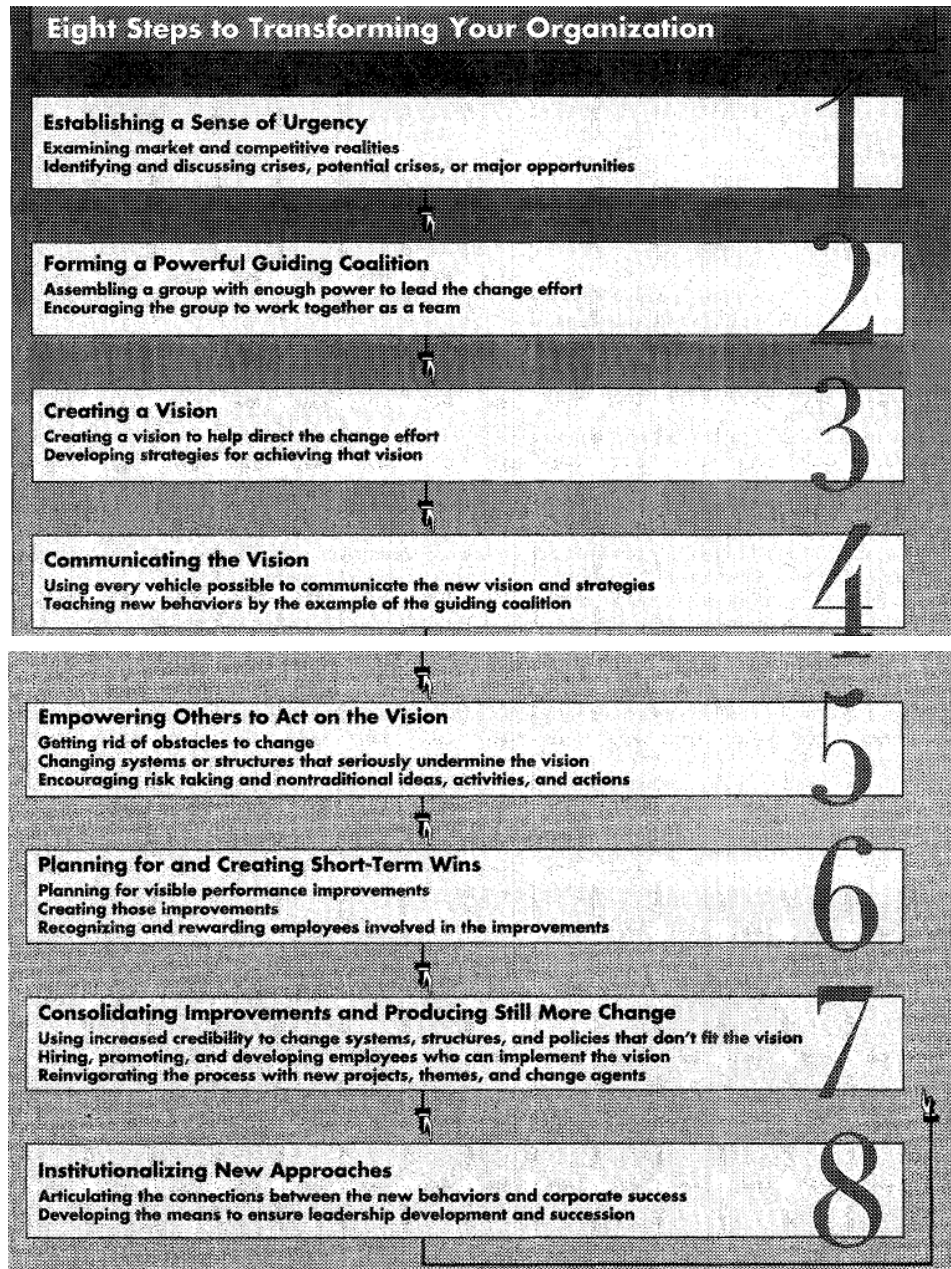 Eight Steps to Transforming Your Organization
1
Establishing a Sense of Urgency
Examining market and competitive realities
Identifying and discussing crises, potential crises, or major opportunities
2
Forming a Powerful Guiding Coalition
Assembling a group with enough power to lead the change effort
Encouraging the group to work together as a team
3
Creating a Vision
Creating a vision to help direct the change effort
Developing strategies for achieving that vision
4
Communicating the Vision
Using every vehicle possible to communicate the new vision and strategies
Teaching new behaviors by the example of the guiding coalition
5
Empowering Others to Act on the Vision
Getting rid of obstacles to change
Changing systems or structures that seriously undermine the vision
Encouraging risk taking and nontraditional ideas, activities, and actions
6
Planning for and Creating Short-Term Wins
Planning for visible performance improvements
Creating those improvements
Recognizing and rewarding employees involved in the improvements
7
Consolidating Improvements and Producing Still More Change
Using increased credibility to change systems, structures, and policies that don't fit the vision
Hiring, promoting, and developing employees who can implement the vision
Reinvigorating the process with new projects, themes, and change agents
8
Institutionalizing New Approaches
Articulating the connections between the new behaviors and corporate success
Developing the means to ensure leadership development and succession